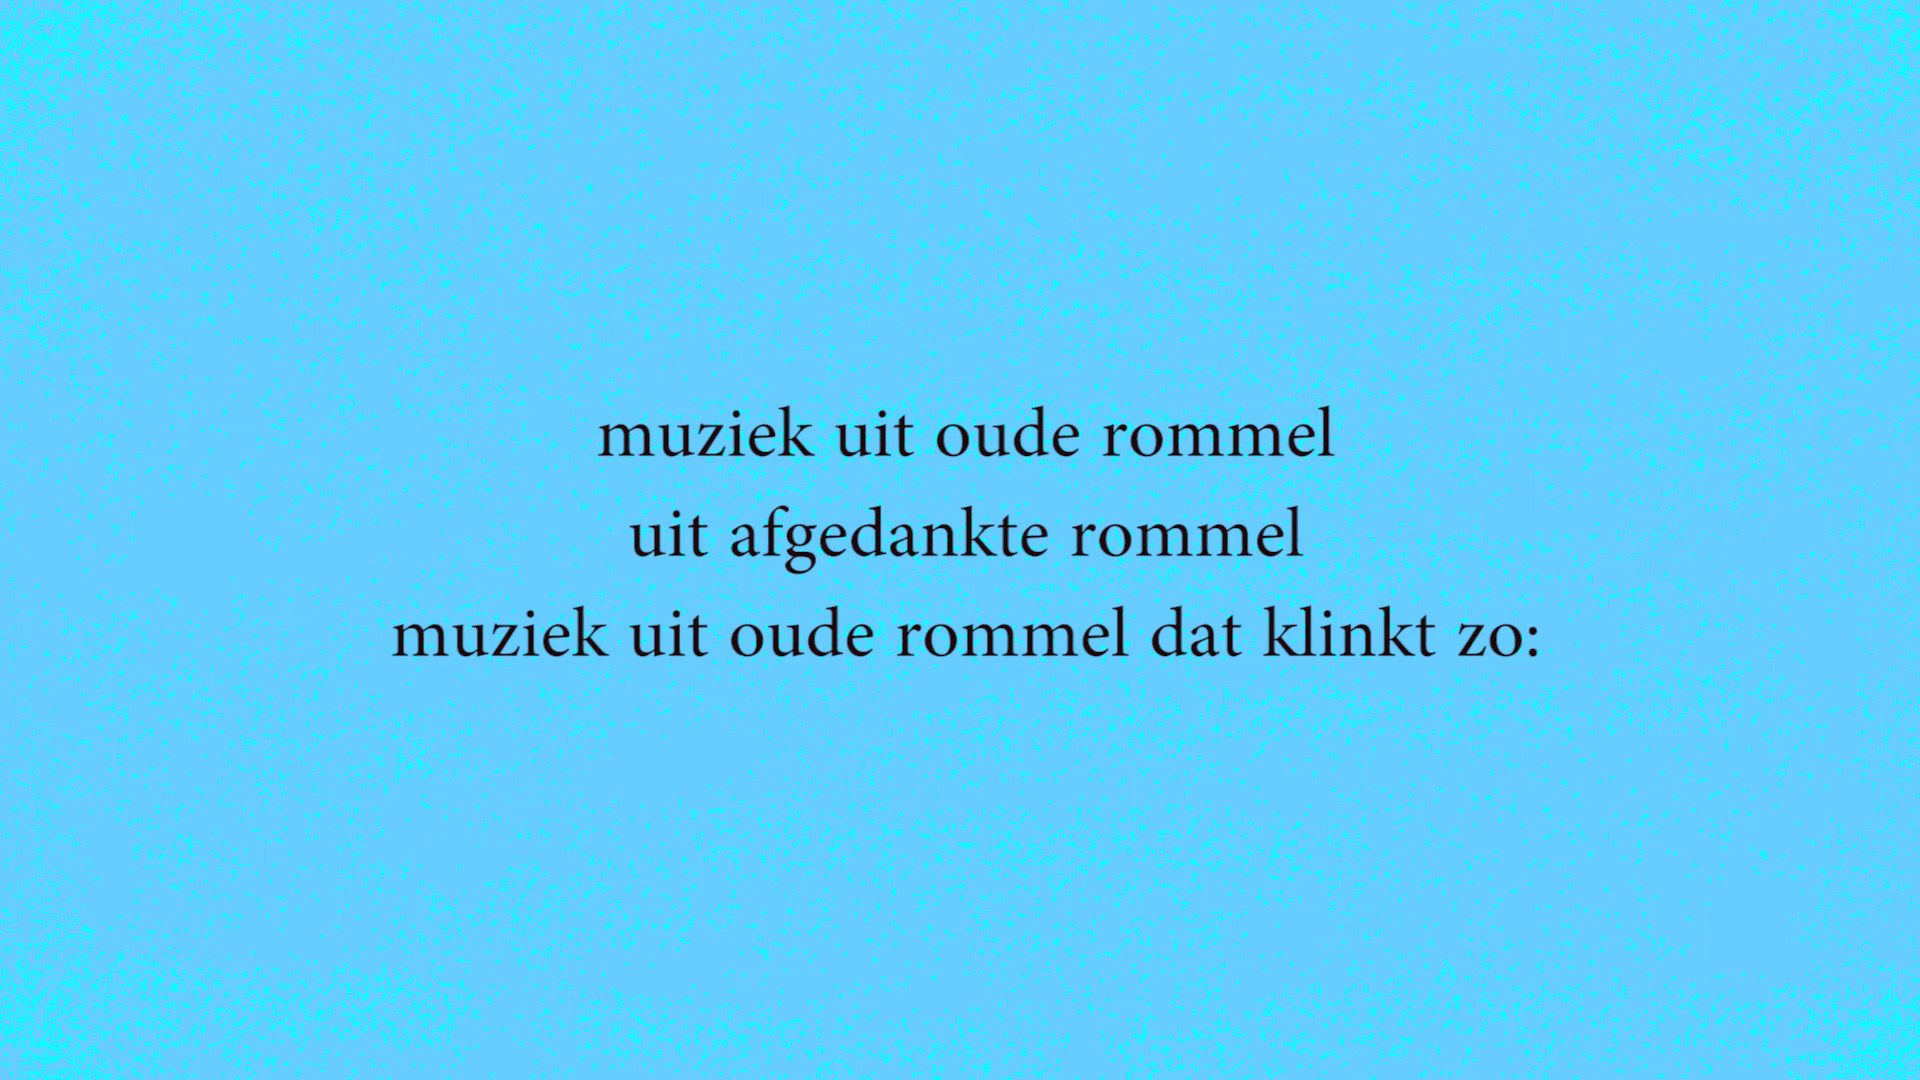 muziek uit oude rommel
uit afgedankte rommel
muziek uit oude rommel dat klinkt zo: